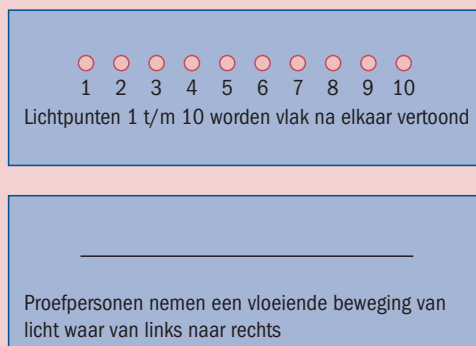 1 2 3 4 5 6 7 8 9 10
Lichtpunten 1 t/m 10 worden vlak na elkaar vertoond
Proefpersonen nemen een vloeiende beweging van
licht waar van links naar rechts